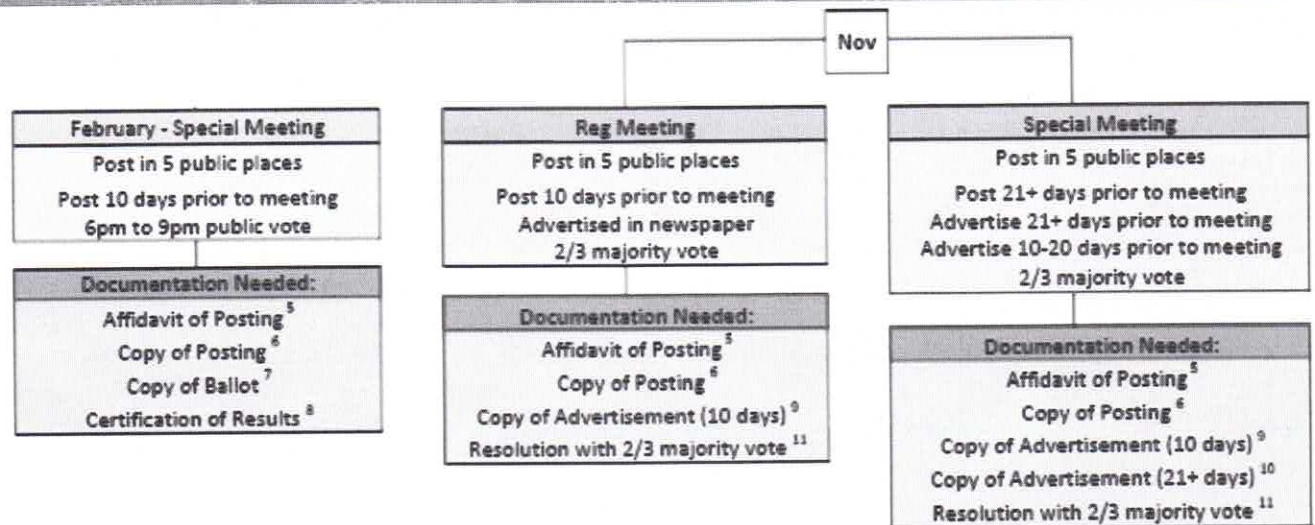 Nov
February - Special Meeting
Post in 5 public places
Post 10 days prior to meeting
6pm to 9pm public vote
Documentation Needed:
Affidavit of Posting 5
Copy of Posting 6
Copy of Ballot 7
Certification of Results 8
Reg Meeting
Post in 5 public places
Post 10 days prior to meeting
Advertised in newspaper
2/3 majority vote
Documentation Needed:
Affidavit of Posting 5
Copy of Posting 6
Copy of Advertisement (10 days) 9
Resolution with 2/3 majority vote 11
Special Meeting
Post in 5 public places
Post 21+ days prior to meeting
Advertise 21+ days prior to meeting
Advertise 10-20 days prior to meeting
2/3 majority vote
Documentation Needed:
Affidavit of Posting 5
Copy of Posting 6
Copy of Advertisement (10 days) 9
Copy of Advertisement (21+ days) 10
Resolution with 2/3 majority vote 11